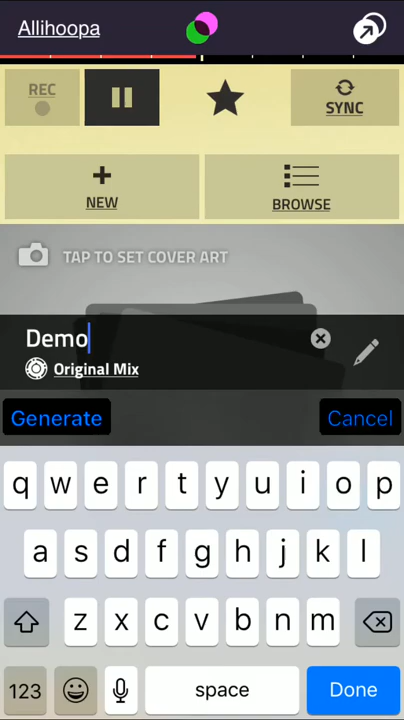 Allihoopa
REC
SYNC
NEW
BROWSE
TAP TO SET COVER ART
Demo
Original Mix
Generate
Cancel
q w e r t y u i o p
a s d f g h j k l
z x c v b n m
123
space
Done